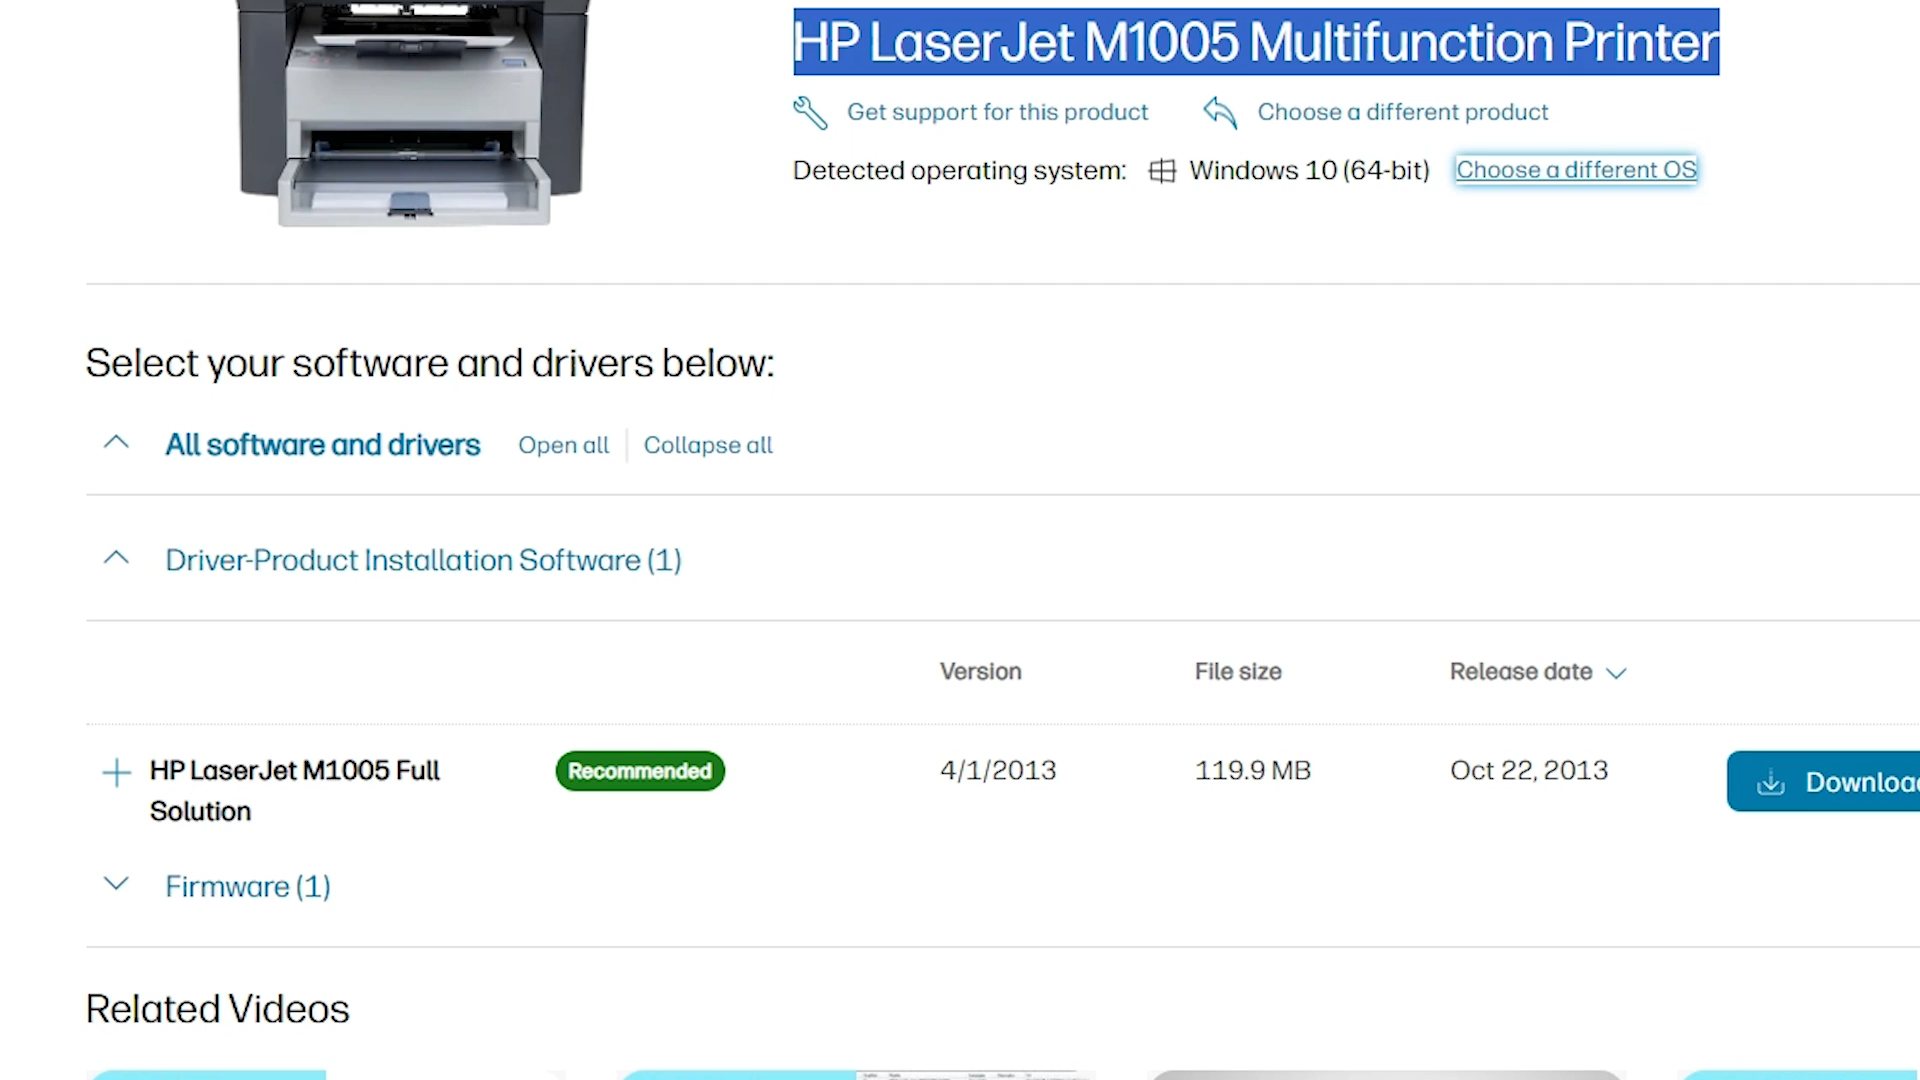 HP LaserJet M1005 Multifunction Printer
Get support for this product Choose a different product
Detected operating system: Windows 10 (64-bit) Choose a different OS
Select your software and drivers below:
All software and drivers Open all Collapse all
Driver-Product Installation Software (1)
Version File size Release date
HP LaserJet M1005 Full Recommended 4/1/2013 119.9 MB Oct 22, 2013
Solution
Firmware (1)
Related Videos